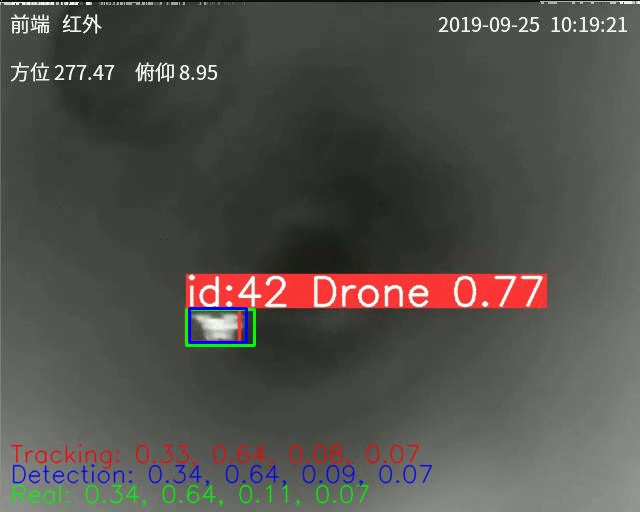 前端 红外 2019-09-25 10:19:21
方位 277.47 俯仰 8.95
id:42 Drone 0.77
Tracking: 0.33, 0.64, 0.08, 0.07
Detection: 0.34, 0.64, 0.09, 0.07
Real: 0.34, 0.64, 0.11, 0.07